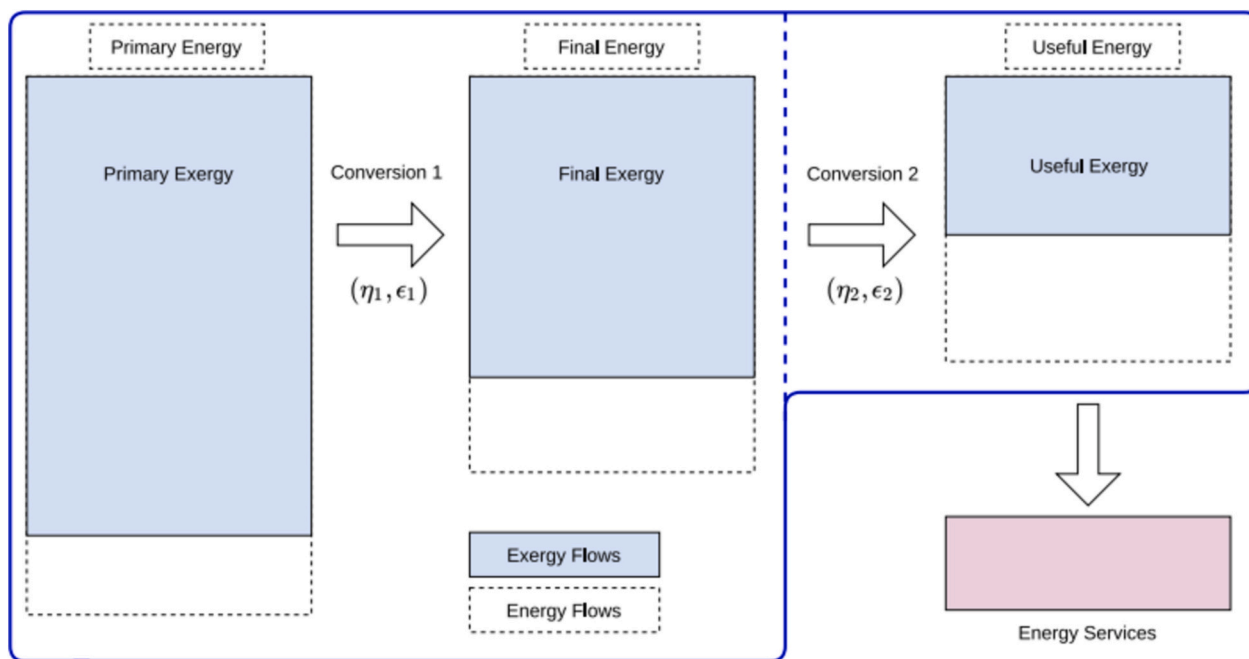 Primary Energy
Final Energy
Useful Energy
Primary Exergy
Conversion 1
Final Exergy
Conversion 2
Useful Exergy
(η₁, ϵ₁)
(η₂, ϵ₂)
Exergy Flows
Energy Flows
Energy Services